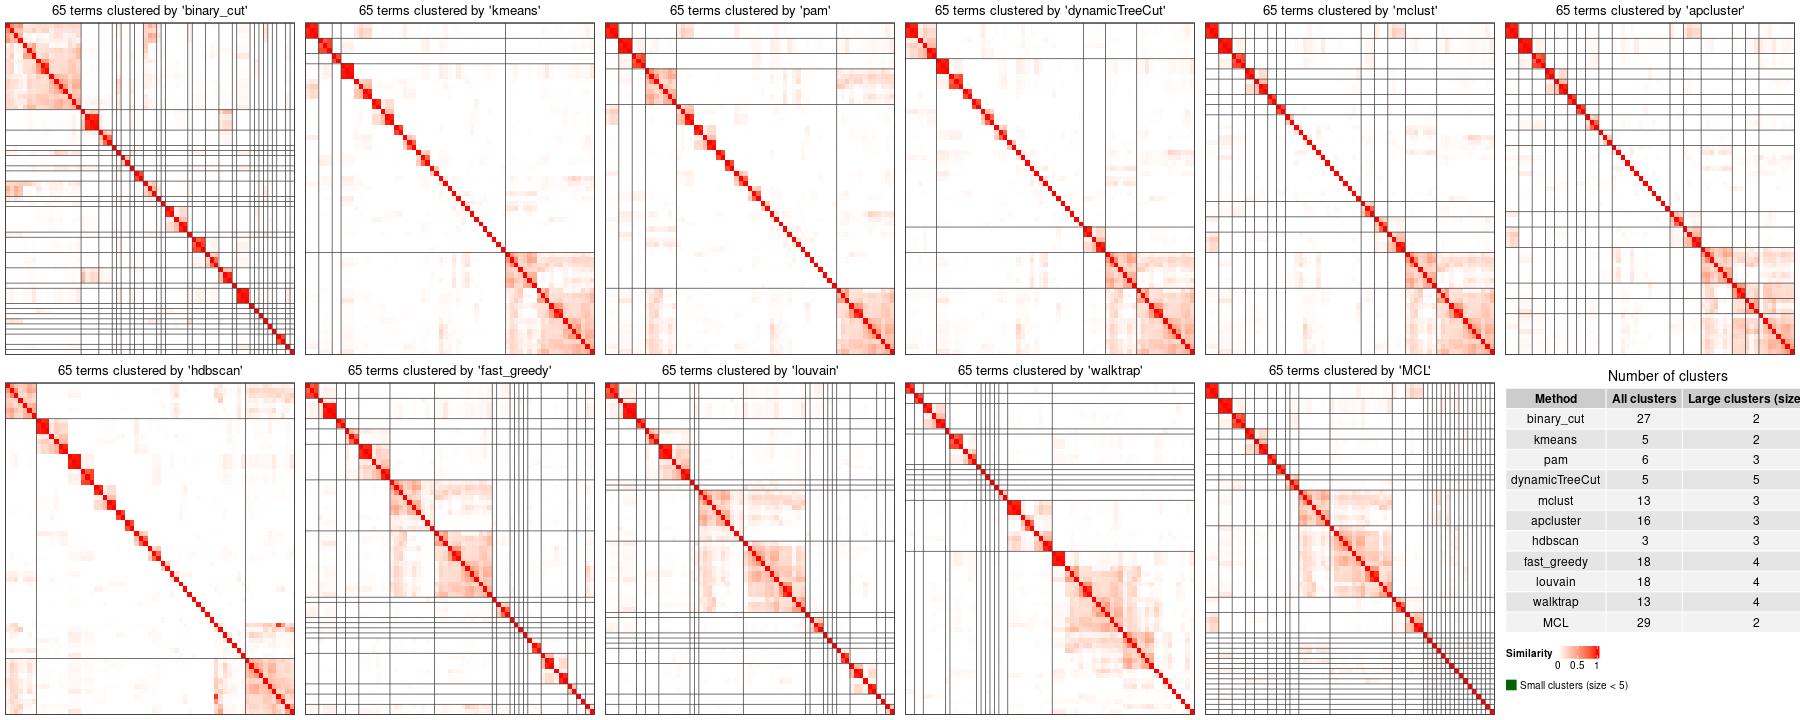 65 terms clustered by 'binary_cut'
65 terms clustered by 'kmeans'
65 terms clustered by 'pam'
65 terms clustered by 'dynamicTreeCut'
65 terms clustered by 'mclust'
65 terms clustered by 'apcluster'
65 terms clustered by 'hdbscan'
65 terms clustered by 'fast_greedy'
65 terms clustered by 'louvain'
65 terms clustered by 'walktrap'
65 terms clustered by 'MCL'
Number of clusters
Method All clusters Large clusters (size
binary_cut 27 2
kmeans 5 2
pam 6 3
dynamicTreeCut 5 5
mclust 13 3
apcluster 16 3
hdbscan 3 3
fast_greedy 18 4
louvain 18 4
walktrap 13 4
MCL 29 2
Similarity
0 0.5 1
Small clusters (size < 5)